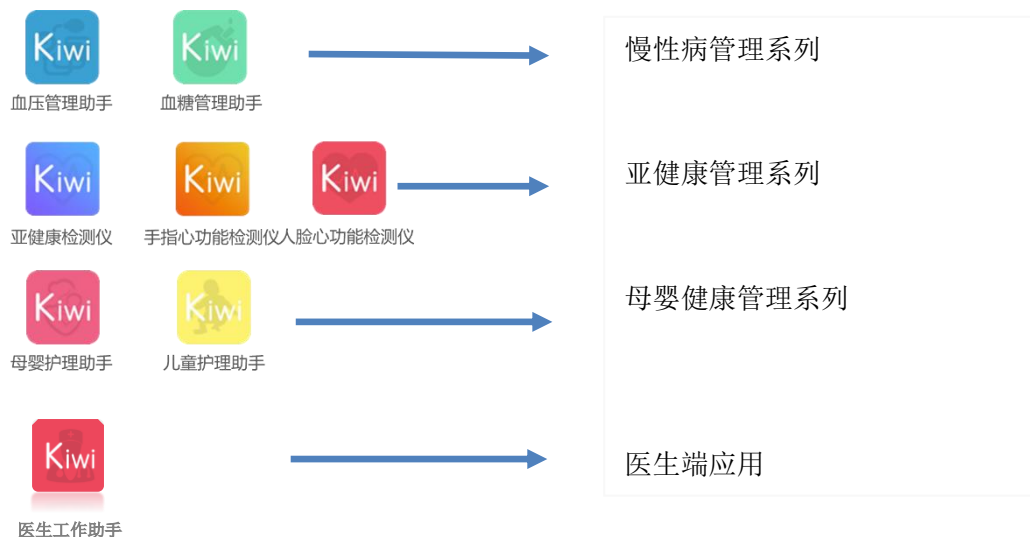 Kiwi Kiwi
血压管理助手 血糖管理助手
慢性病管理系列
Kiwi Kiwi Kiwi
亚健康检测仪 手指心功能检测仪 人脸心功能检测仪
亚健康管理系列
Kiwi Kiwi
母婴护理助手 儿童护理助手
母婴健康管理系列
Kiwi
医生工作助手
医生端应用